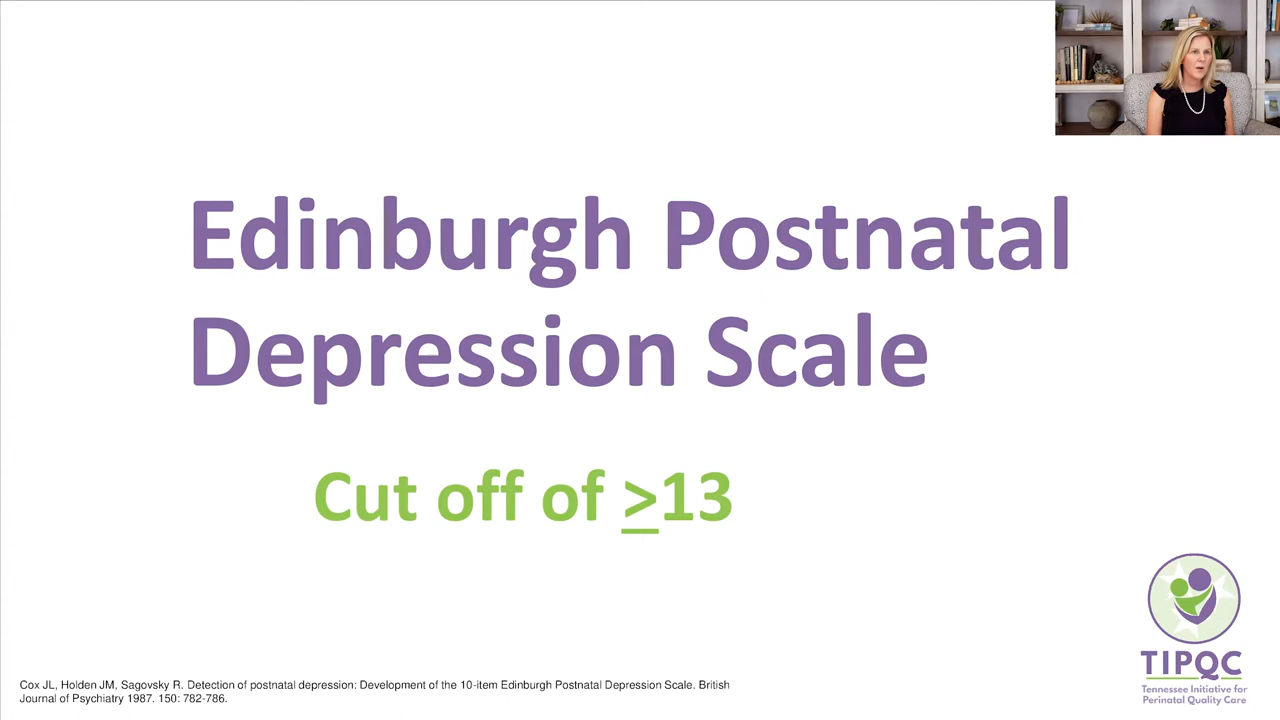 Edinburgh Postnatal
Depression Scale
Cut off of ≥13
TIPQC
Tennessee Initiative for
Perinatal Quality Care
Cox JL, Holden JM, Sagovsky R. Detection of postnatal depression: Development of the 10-item Edinburgh Postnatal Depression Scale. British
Journal of Psychiatry 1987. 150: 782-786.